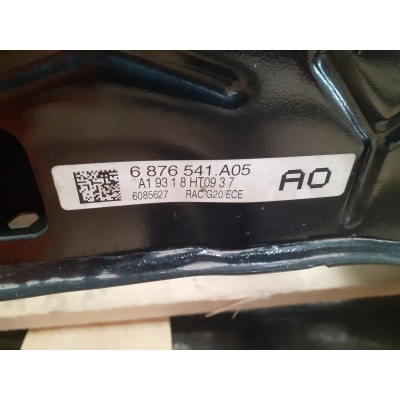 6 876 541.A05
A1 93 1 8 HT09 3 7
6085627 RAC/G20/ECE
AO